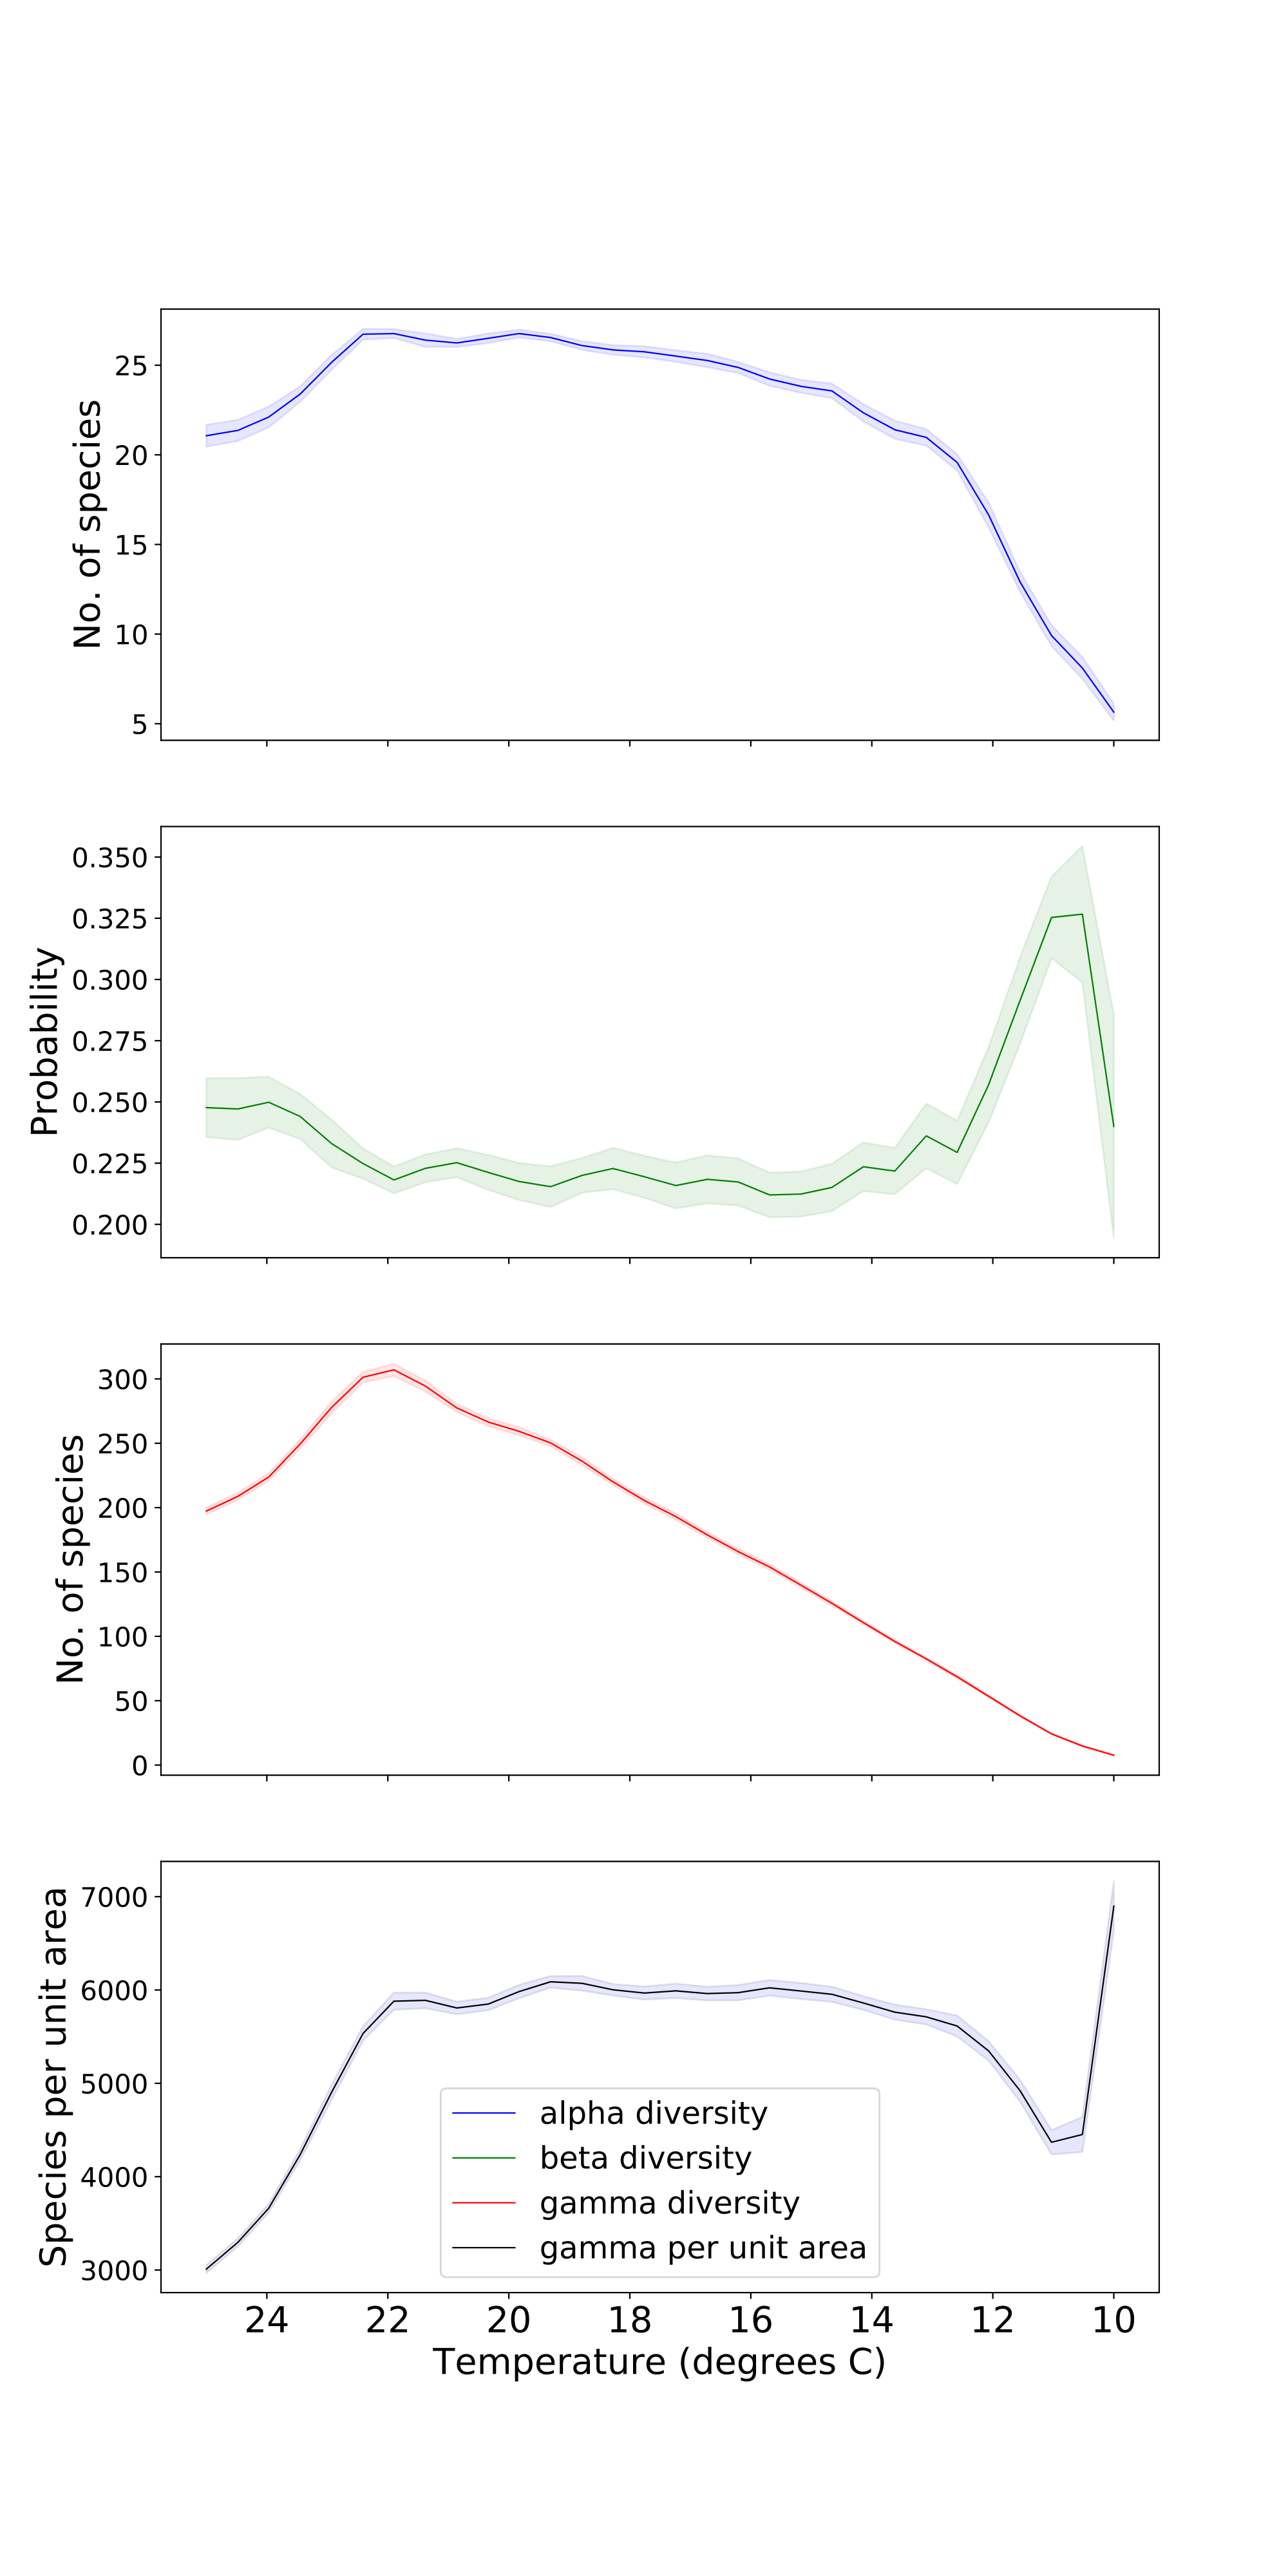 25
20
15
10
5
No. of species
0.350
0.325
0.300
0.275
0.250
0.225
0.200
Probability
300
250
200
150
100
50
0
No. of species
7000
6000
5000
4000
3000
Species per unit area
alpha diversity
beta diversity
gamma diversity
gamma per unit area
24 22 20 18 16 14 12 10
Temperature (degrees C)